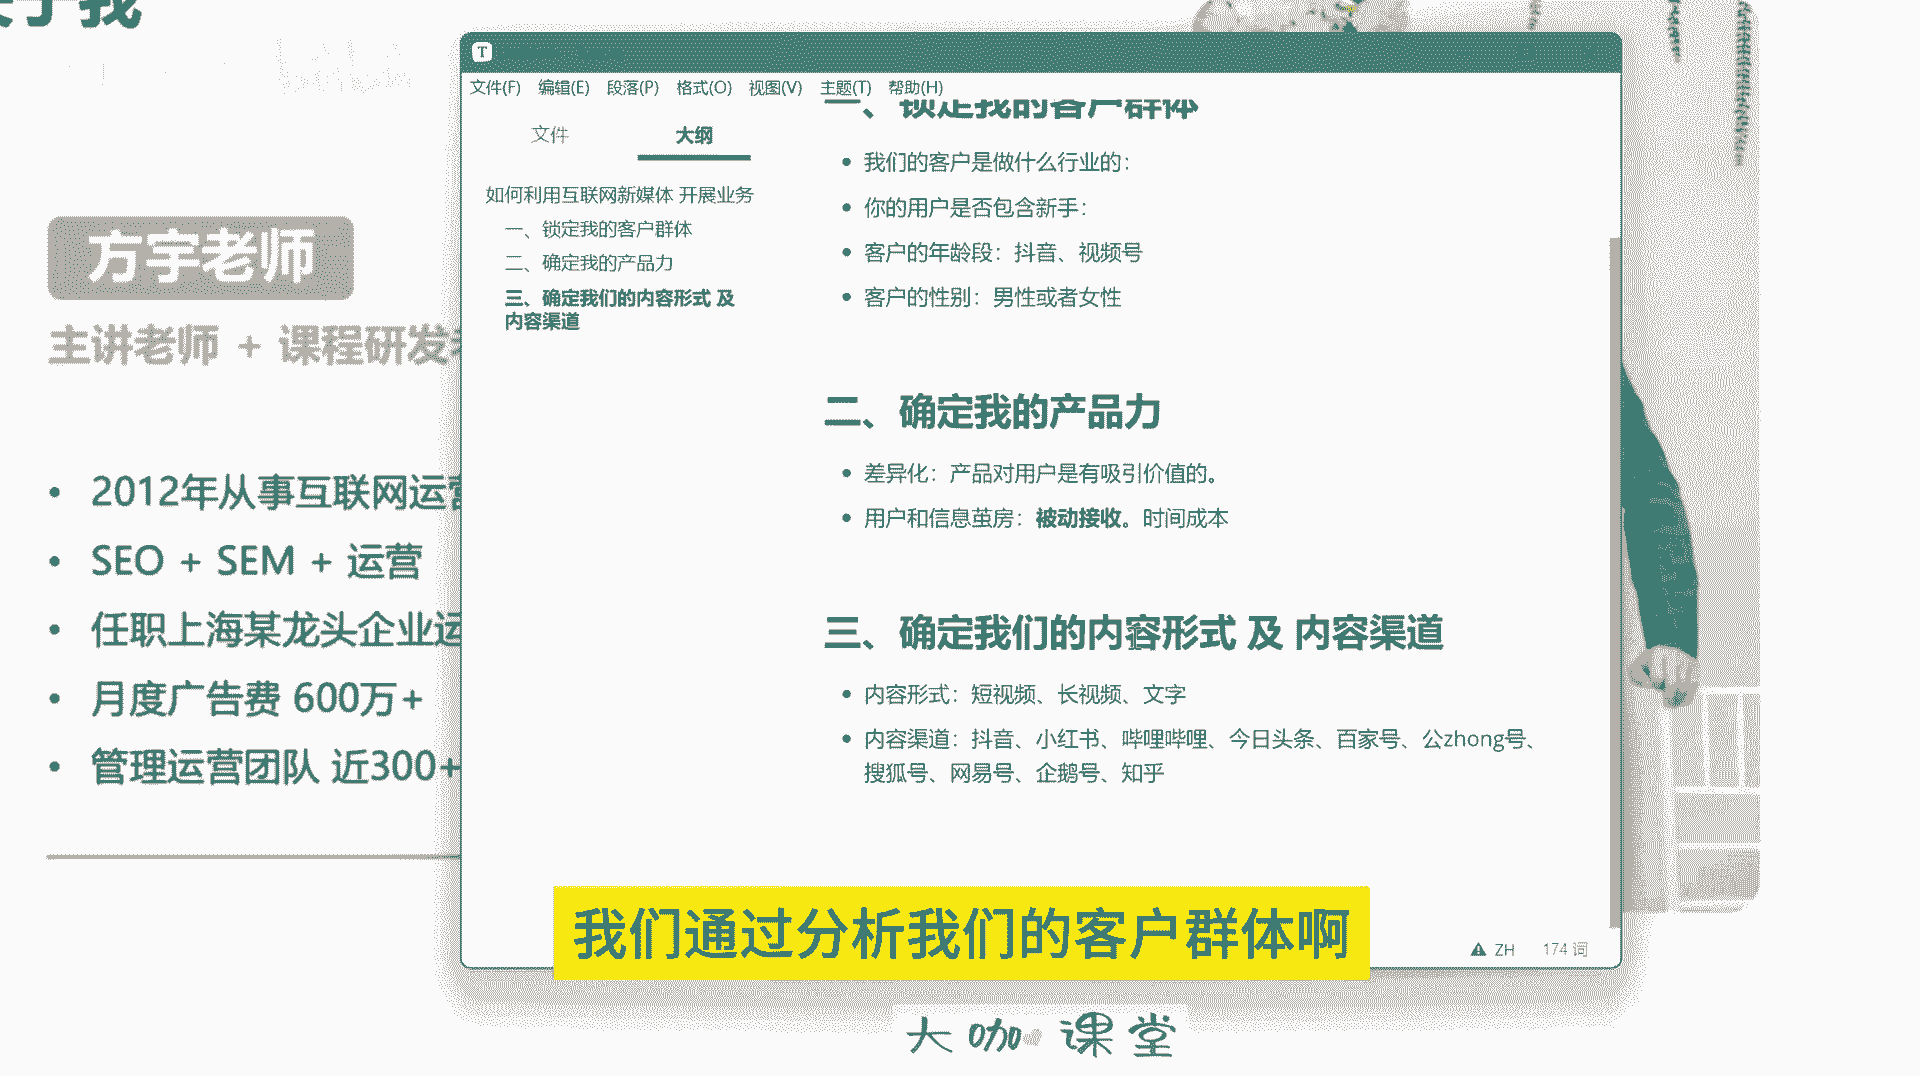 方宇老师
主讲老师 + 课程研发
• 2012年从事互联网运营
• SEO + SEM + 运营
• 任职上海某龙头企业运
• 月度广告费 600万+
• 管理运营团队 近300+
T
文件(F) 编辑(E) 段落(P) 格式(O) 视图(V) 主题(T) 帮助(H)
文件 大纲
如何利用互联网新媒体 开展业务
一、锁定我的客户群体
二、确定我的产品力
三、确定我们的内容形式 及
内容渠道
一、锁定我的客户群体
• 我们的客户是做什么行业的：
• 你的用户是否包含新手：
• 客户的年龄段：抖音、视频号
• 客户的性别：男性或者女性
二、确定我的产品力
• 差异化：产品对用户是有吸引价值的。
• 用户和信息茧房：被动接收。时间成本
三、确定我们的内容形式 及 内容渠道
• 内容形式：短视频、长视频、文字
• 内容渠道：抖音、小红书、哔哩哔哩、今日头条、百家号、公zhong号、
搜狐号、网易号、企鹅号、知乎
ZH 174 词
我们通过分析我们的客户群体啊
大咖课堂